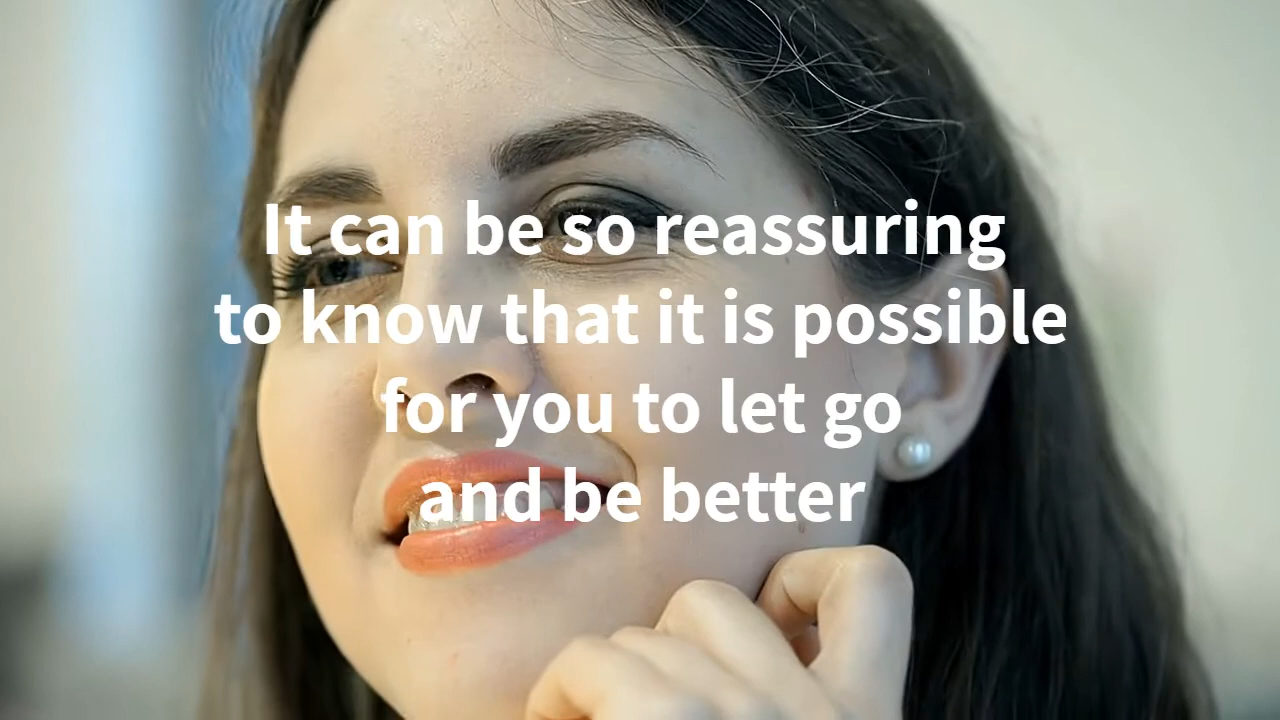 It can be so reassuring
to know that it is possible
for you to let go
and be better